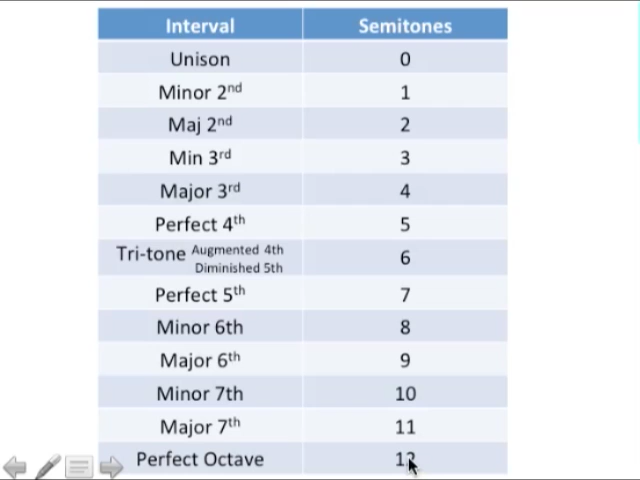 Interval Semitones
Unison 0
Minor 2nd 1
Maj 2nd 2
Min 3rd 3
Major 3rd 4
Perfect 4th 5
Tri-tone Augmented 4th
Diminished 5th 6
Perfect 5th 7
Minor 6th 8
Major 6th 9
Minor 7th 10
Major 7th 11
Perfect Octave 12